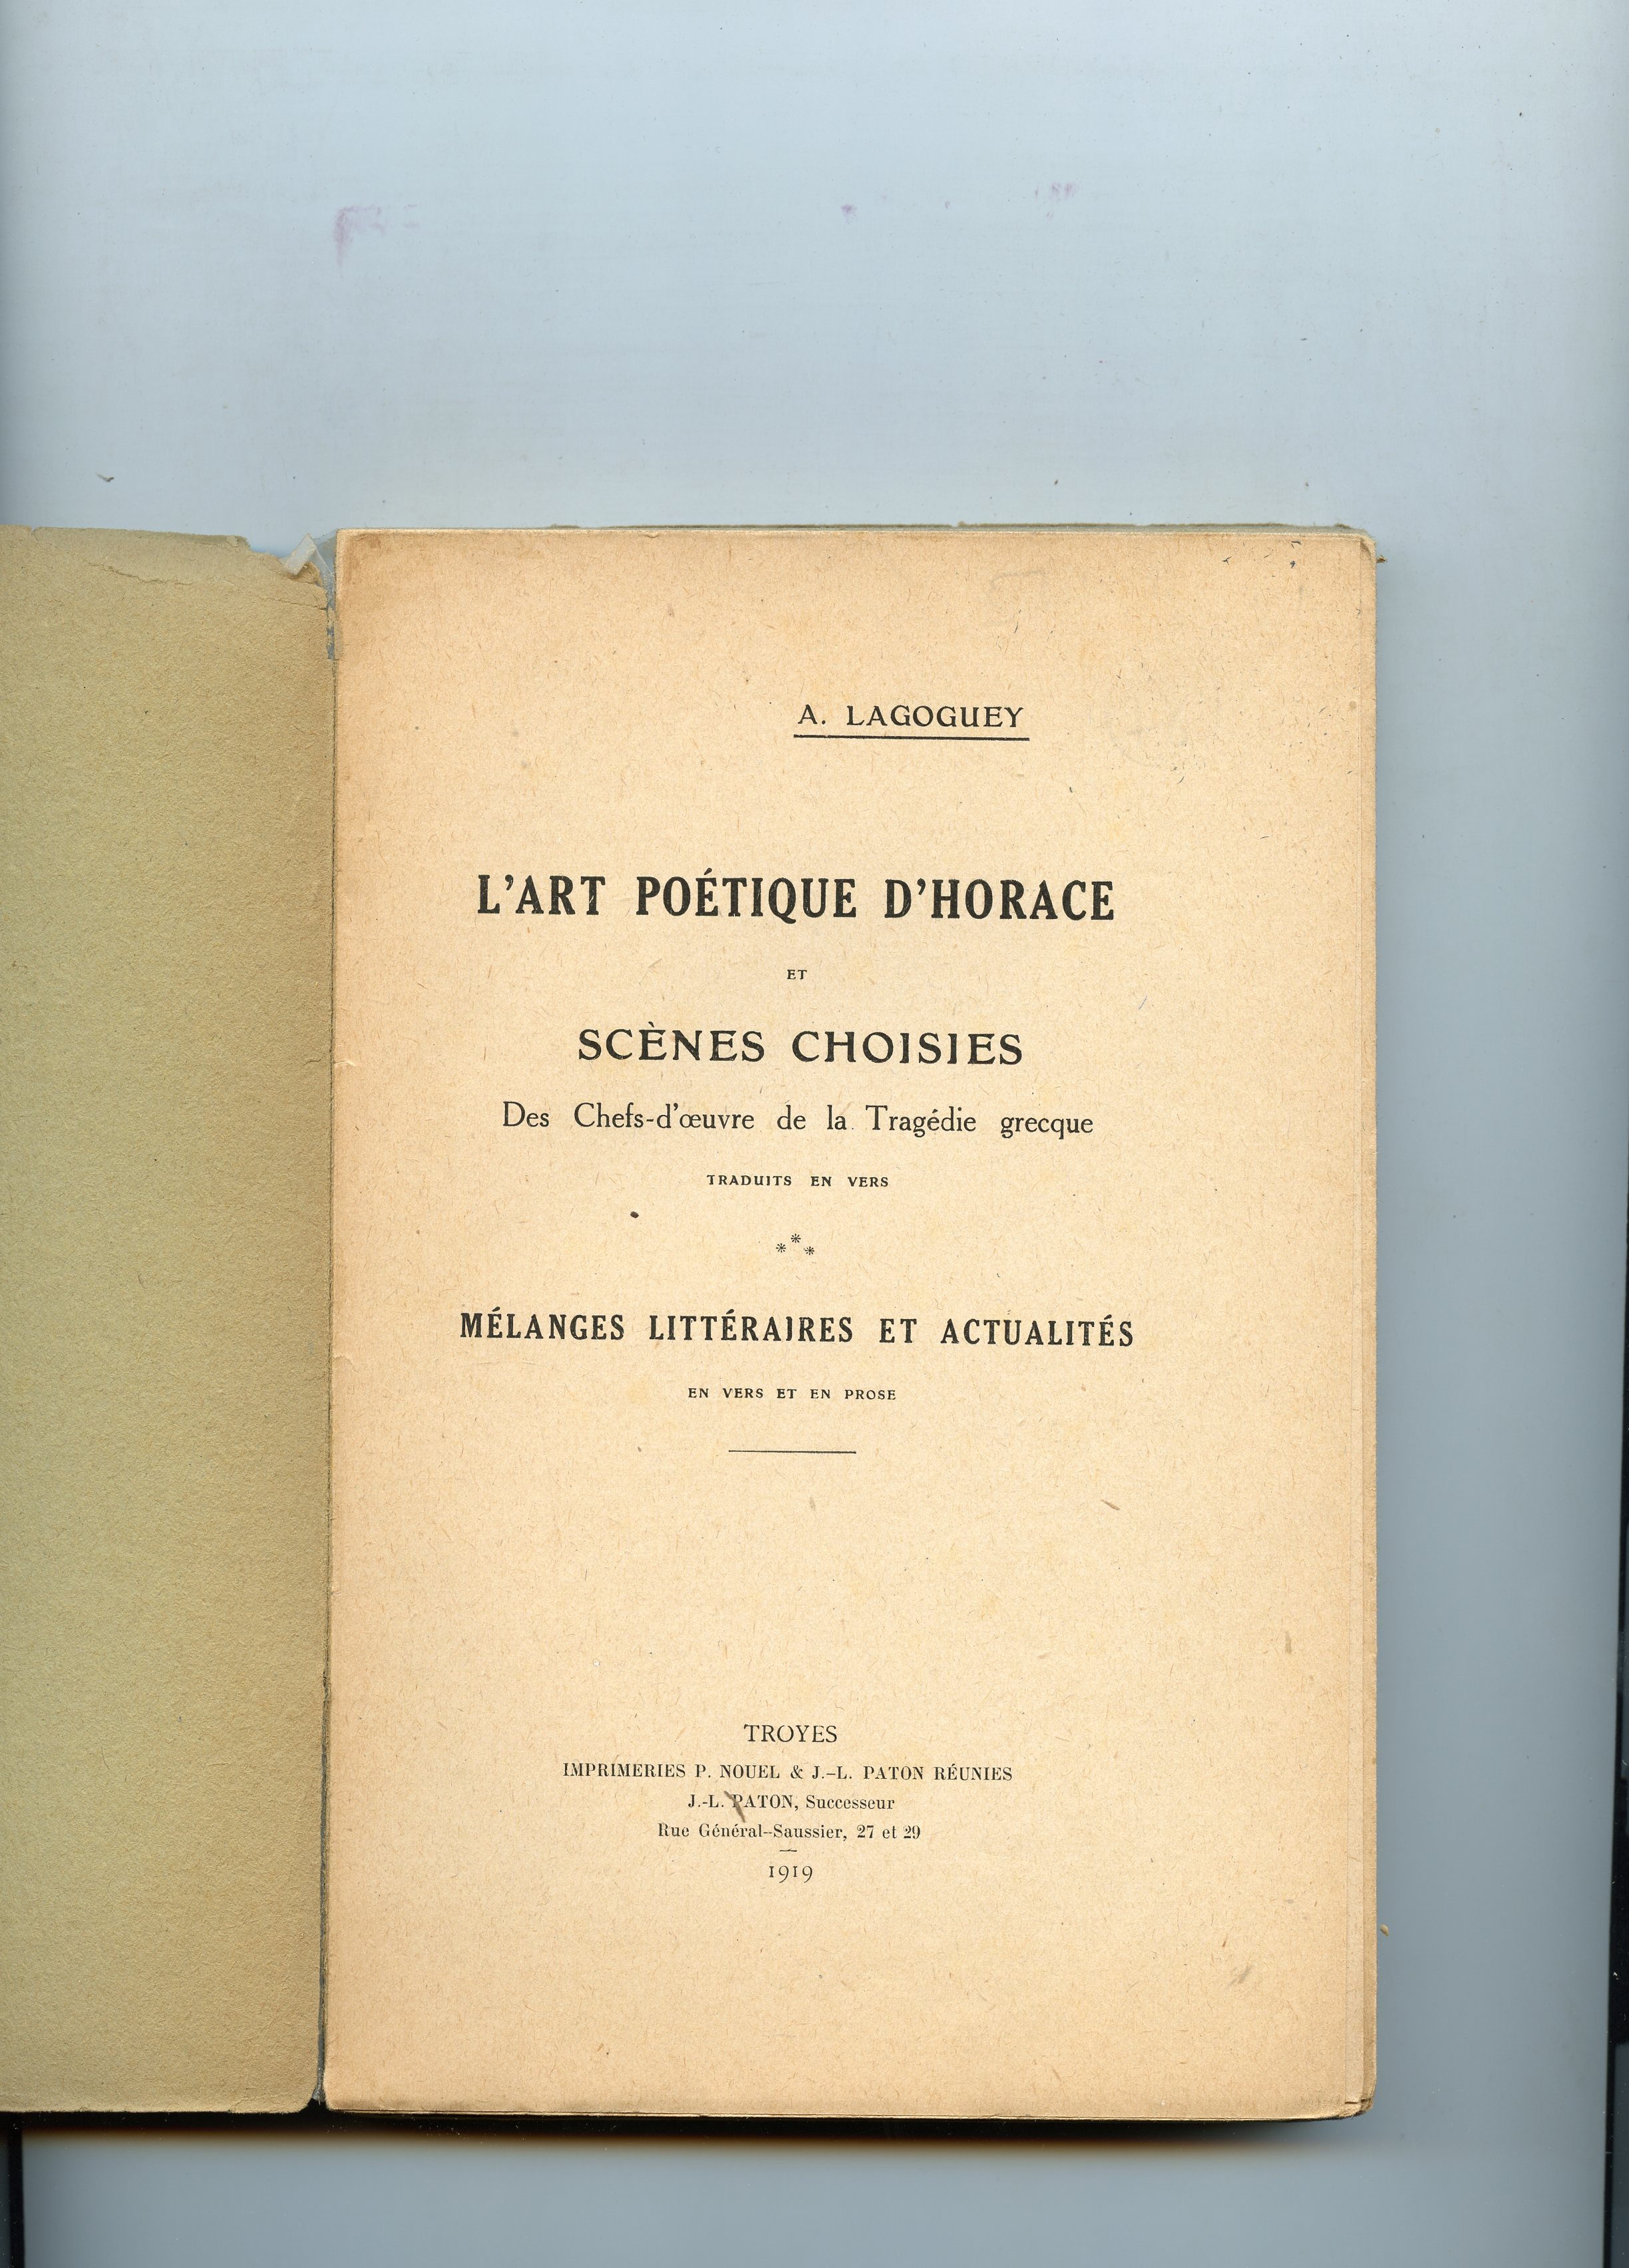 A. LAGOGUEY
L'ART POÉTIQUE D'HORACE
ET
SCÈNES CHOISIES
Des Chefs-d'œuvre de la Tragédie grecque
TRADUITS EN VERS
***
MÉLANGES LITTÉRAIRES ET ACTUALITÉS
EN VERS ET EN PROSE
TROYES
IMPRIMERIES P. NOUEL & J.-L. PATON RÉUNIES
J.-L. PATON, Successeur
Rue Général-Saussier, 27 et 29
1919